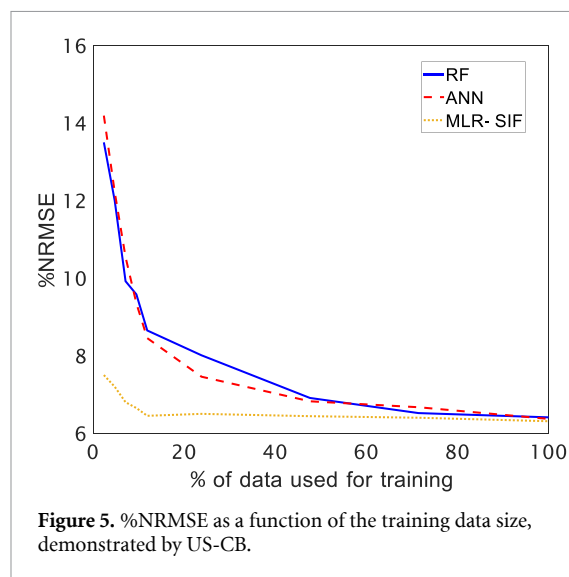 16
14
12
10
8
6
%NRMSE
RF
ANN
MLR- SIF
0 20 40 60 80 100
% of data used for training
Figure 5. %NRMSE as a function of the training data size,
demonstrated by US-CB.